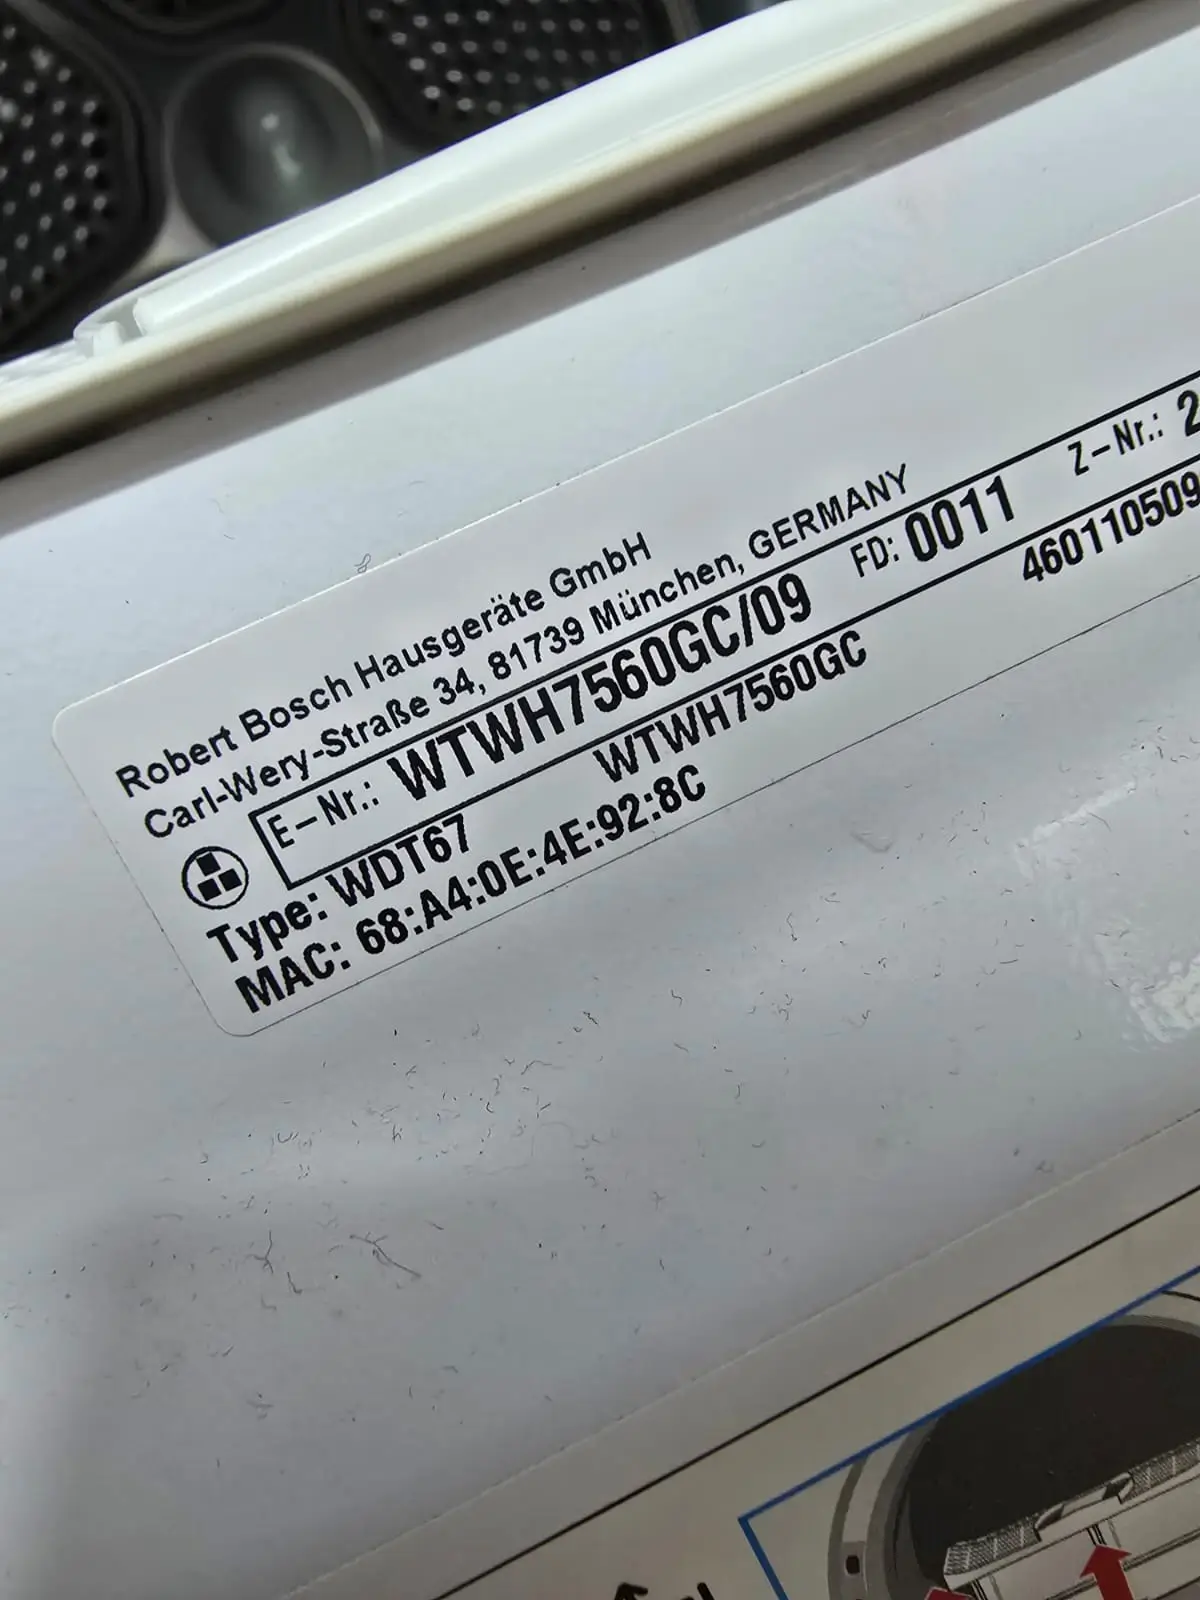 Robert Bosch Hausgeräte GmbH
Carl-Wery-Straße 34, 81739 München, GERMANY
E-Nr.: WTWH7560GC/09 FD: 0011 Z-Nr.: 2
WTWH7560GC 460110509
Type: WDT67
MAC: 68:A4:0E:4E:92:8C